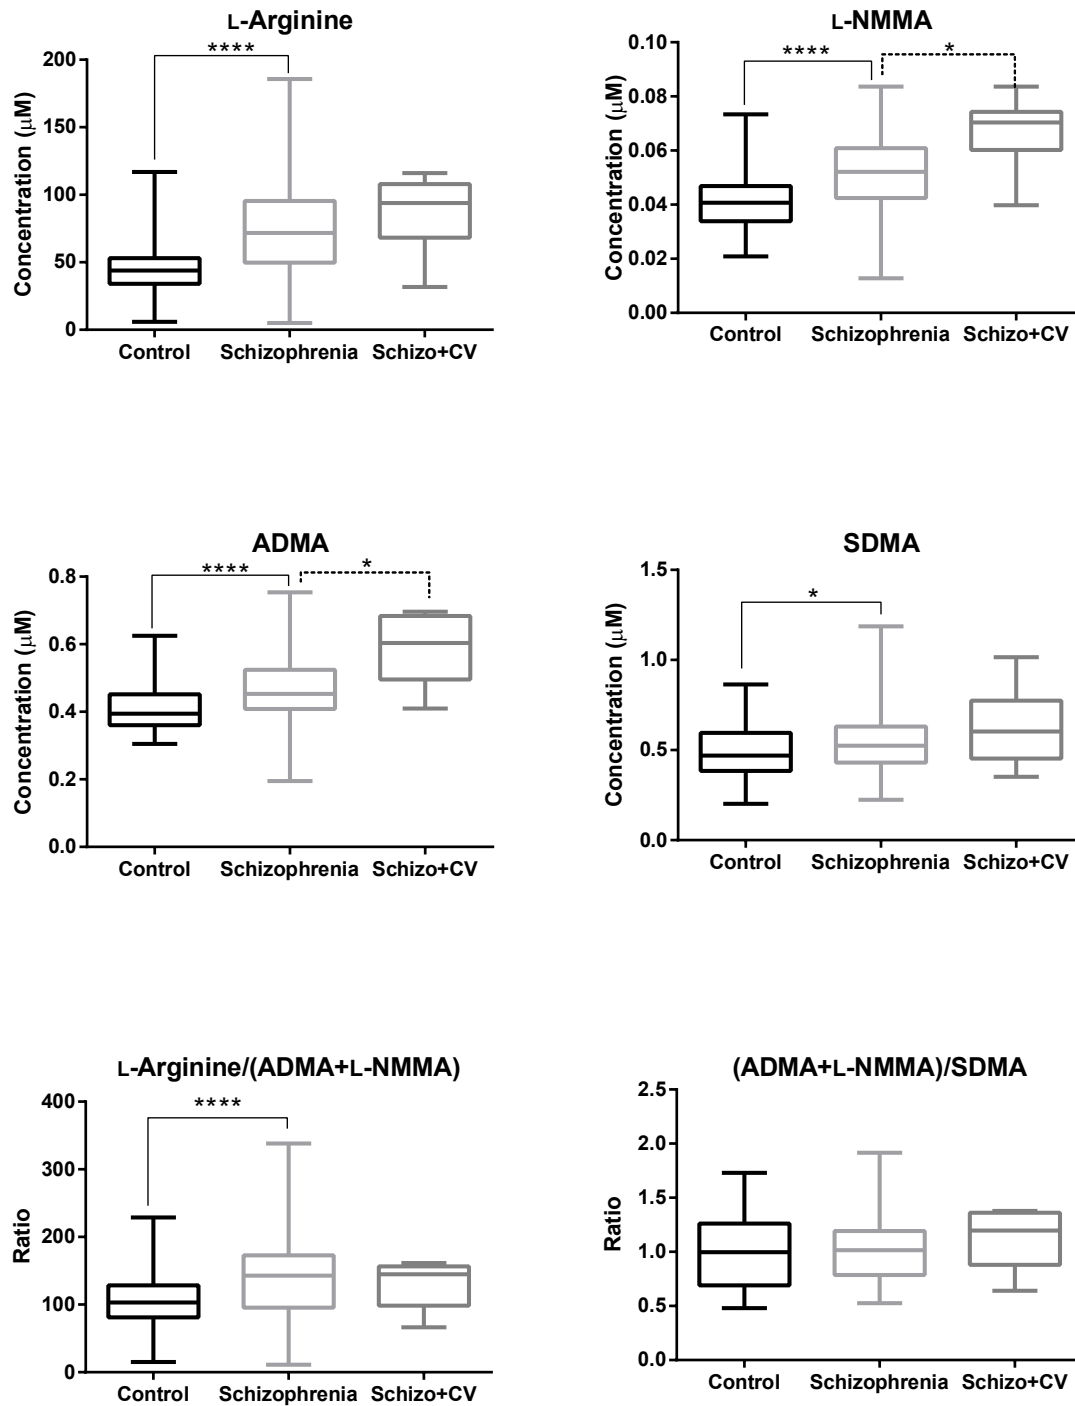 L-Arginine
****
200
150
100
50
0
Concentration (μM)
Control Schizophrenia Schizo+CV
L-NMMA
****
*
0.10
0.08
0.06
0.04
0.02
0.00
Concentration (μM)
Control Schizophrenia Schizo+CV
ADMA
****
*
0.8
0.6
0.4
0.2
0.0
Concentration (μM)
Control Schizophrenia Schizo+CV
SDMA
*
1.5
1.0
0.5
0.0
Concentration (μM)
Control Schizophrenia Schizo+CV
L-Arginine/(ADMA+L-NMMA)
****
400
300
200
100
0
Ratio
Control Schizophrenia Schizo+CV
(ADMA+L-NMMA)/SDMA
2.5
2.0
1.5
1.0
0.5
0.0
Ratio
Control Schizophrenia Schizo+CV